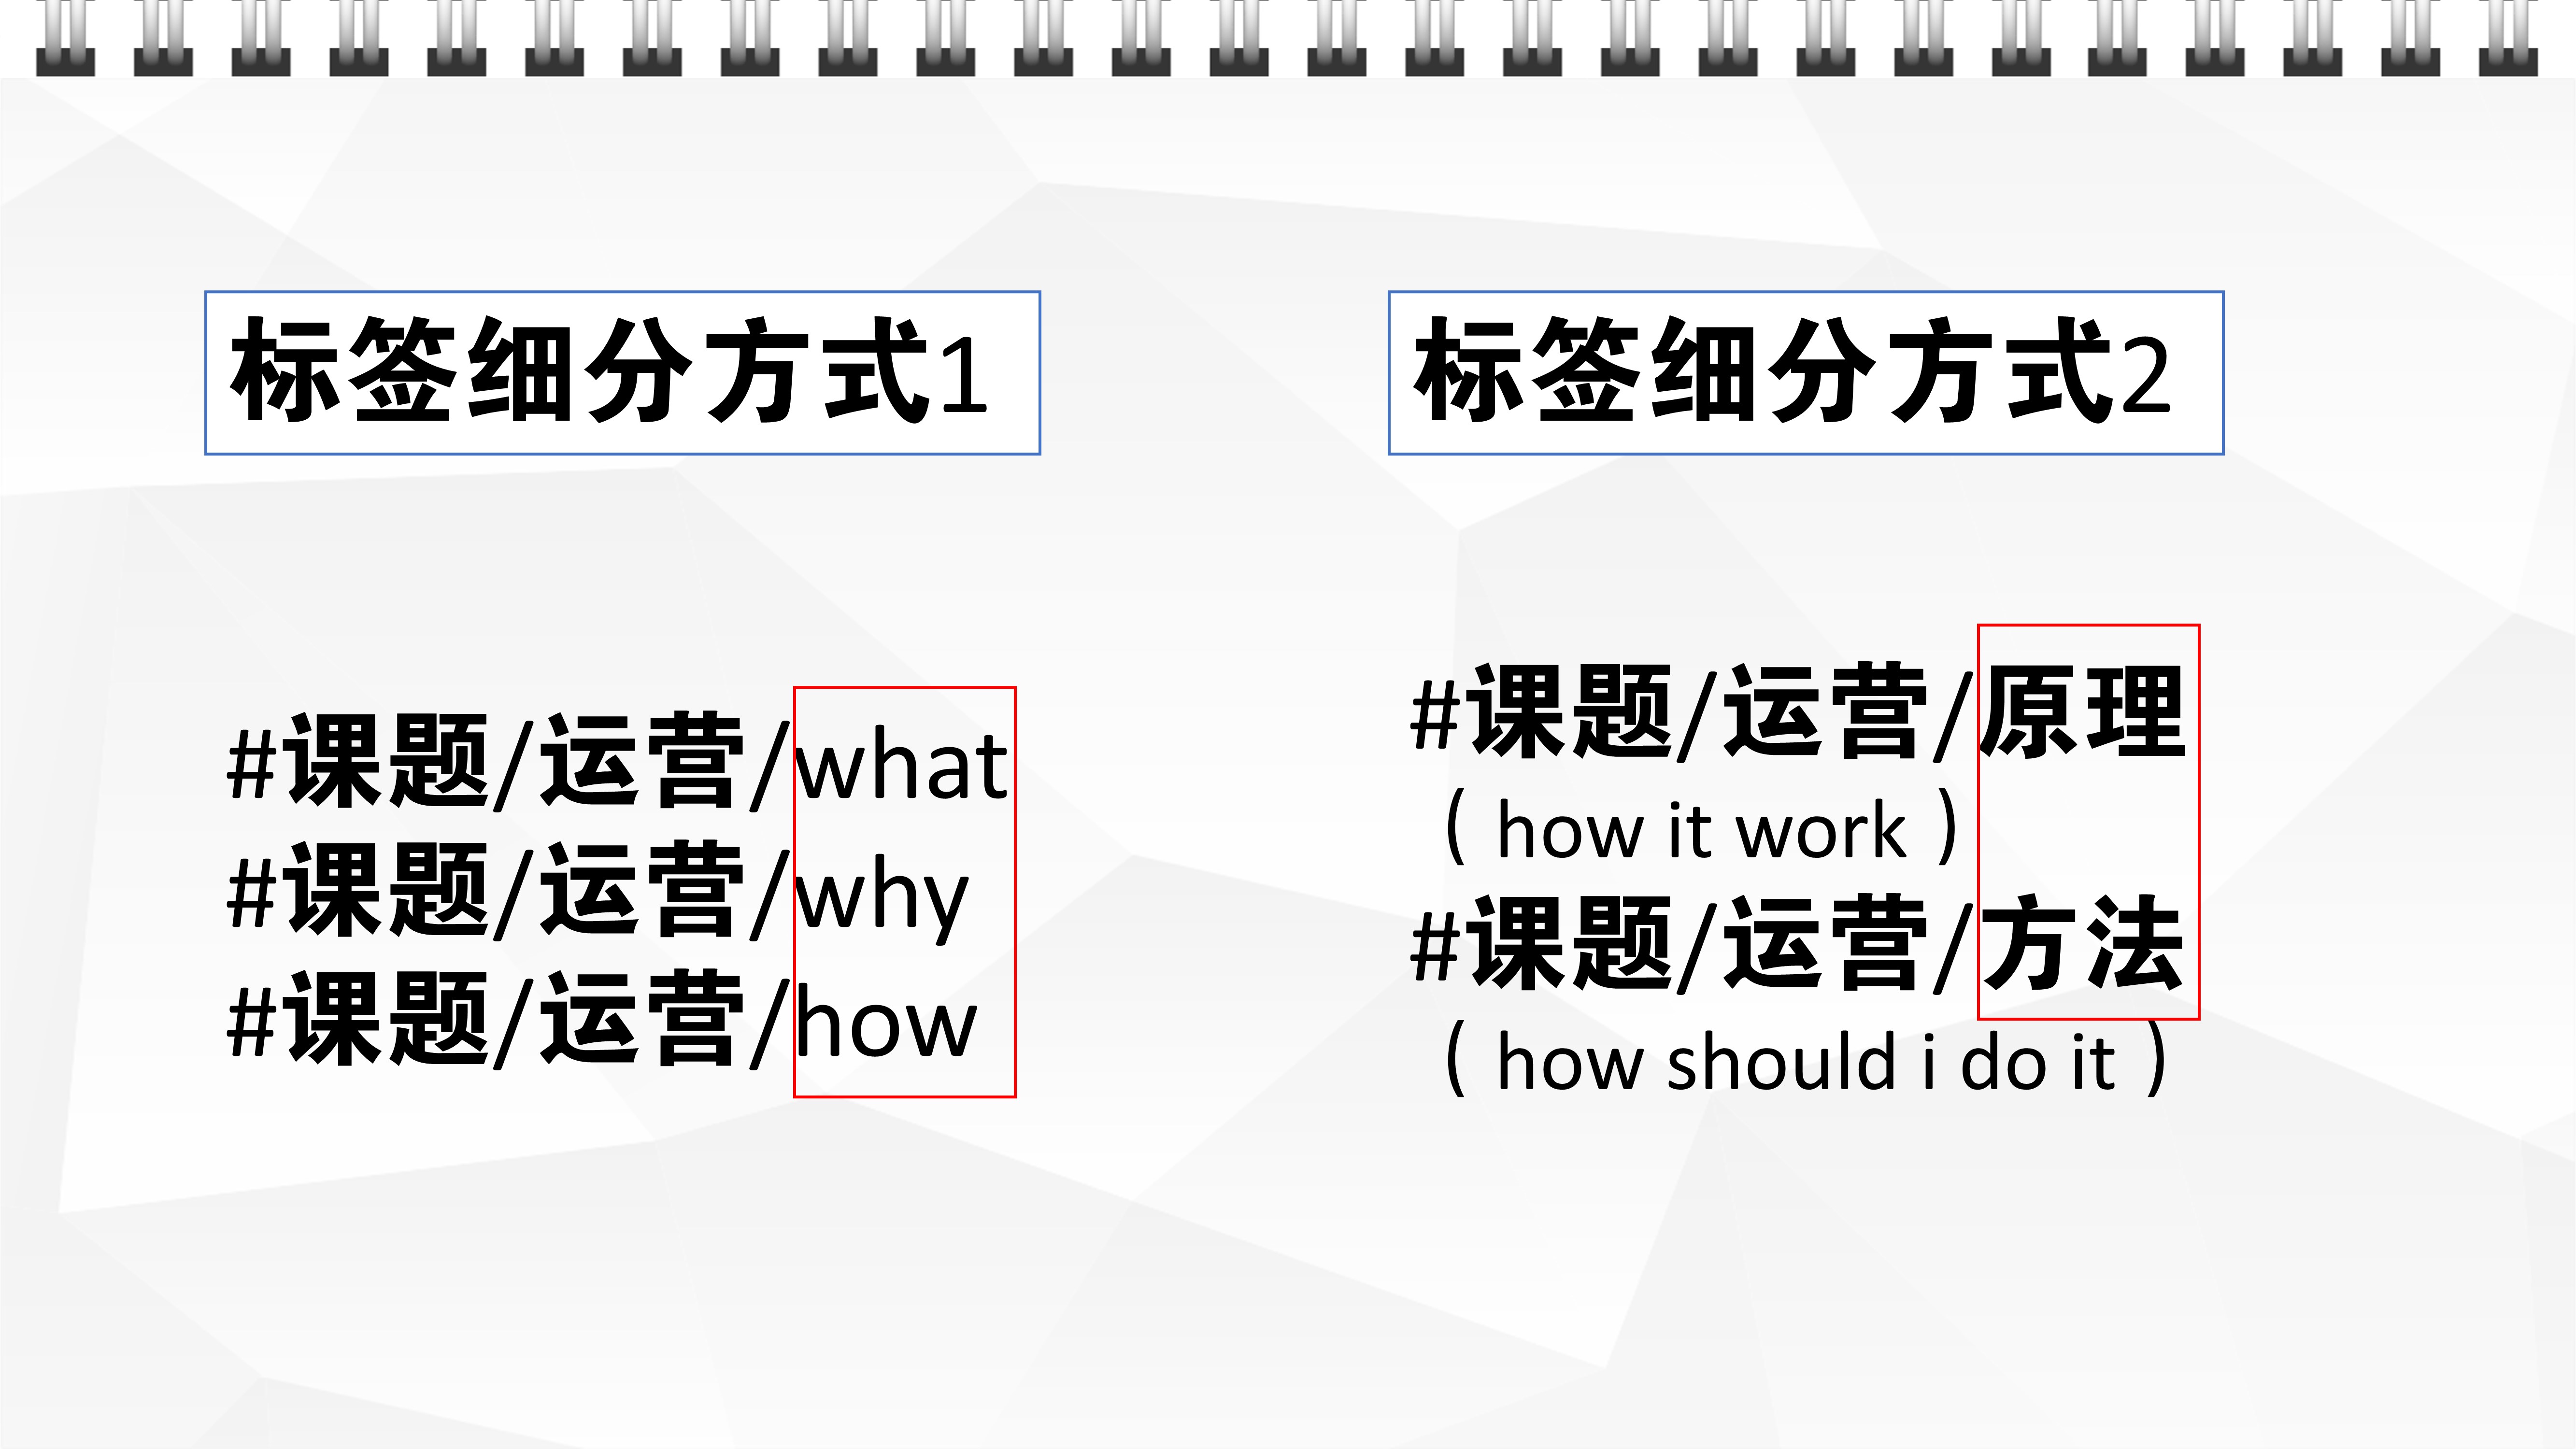 标签细分方式1
#课题/运营/what
#课题/运营/why
#课题/运营/how
标签细分方式2
#课题/运营/原理
（how it work）
#课题/运营/方法
（how should i do it）